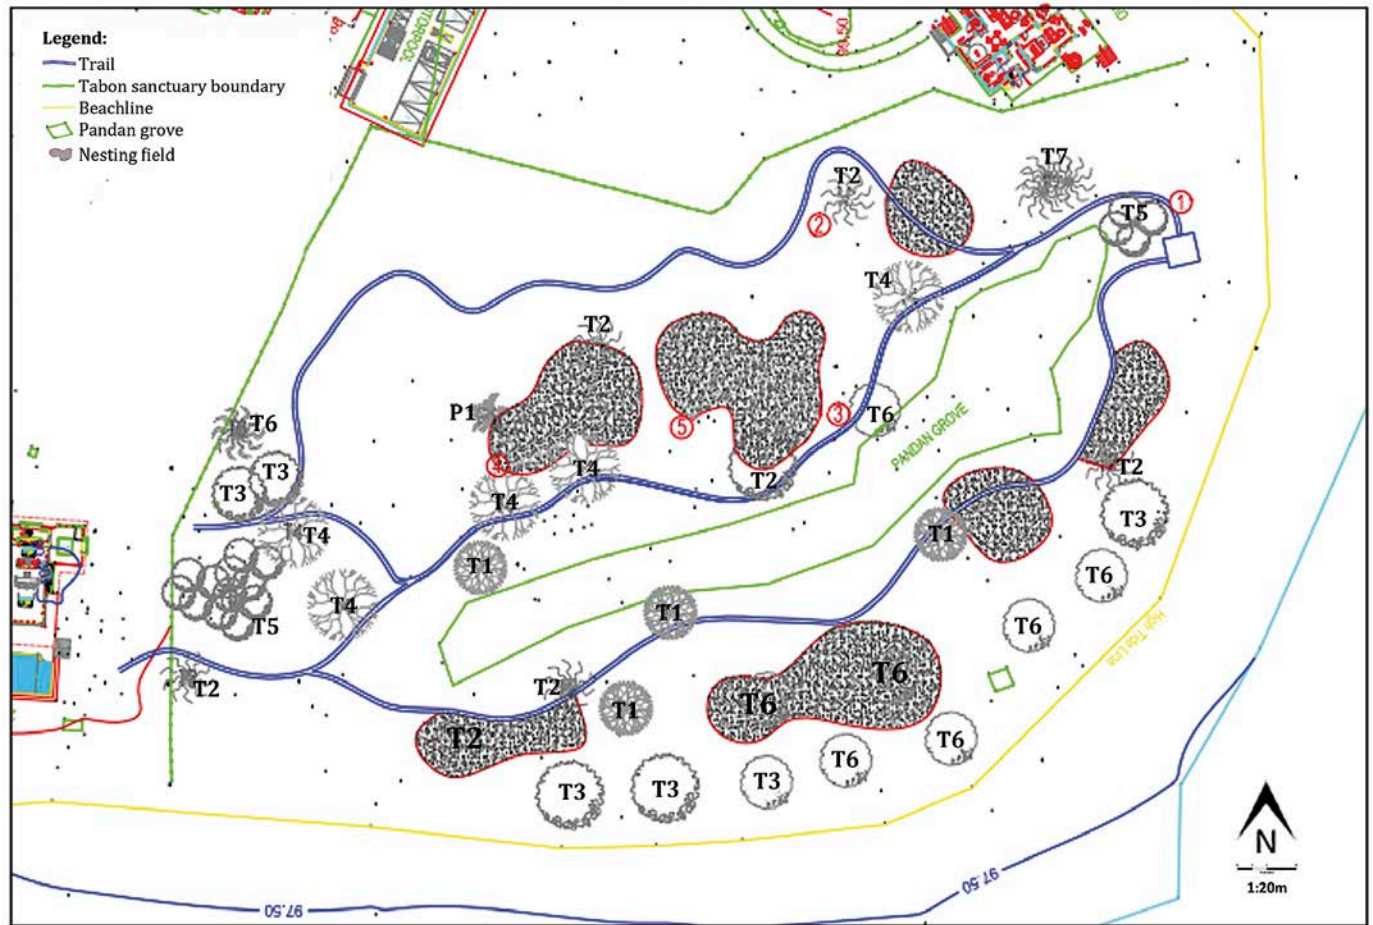 Legend:
Trail
Tabon sanctuary boundary
Beachline
Pandan grove
Nesting field
99.50
T7
T2
1
T5
2
T4
T2
P1
T6
3
T6
5
PANDAN GROVE
4
T4
T2
T2
T3
T3
T4
T3
T4
T1
T1
T6
T4
T1
T6
T5
High Tide Line
T2
T2
T6
T6
T1
T2
T6
T6
T3
T3
T3
97.50
97.50
N
1:20m